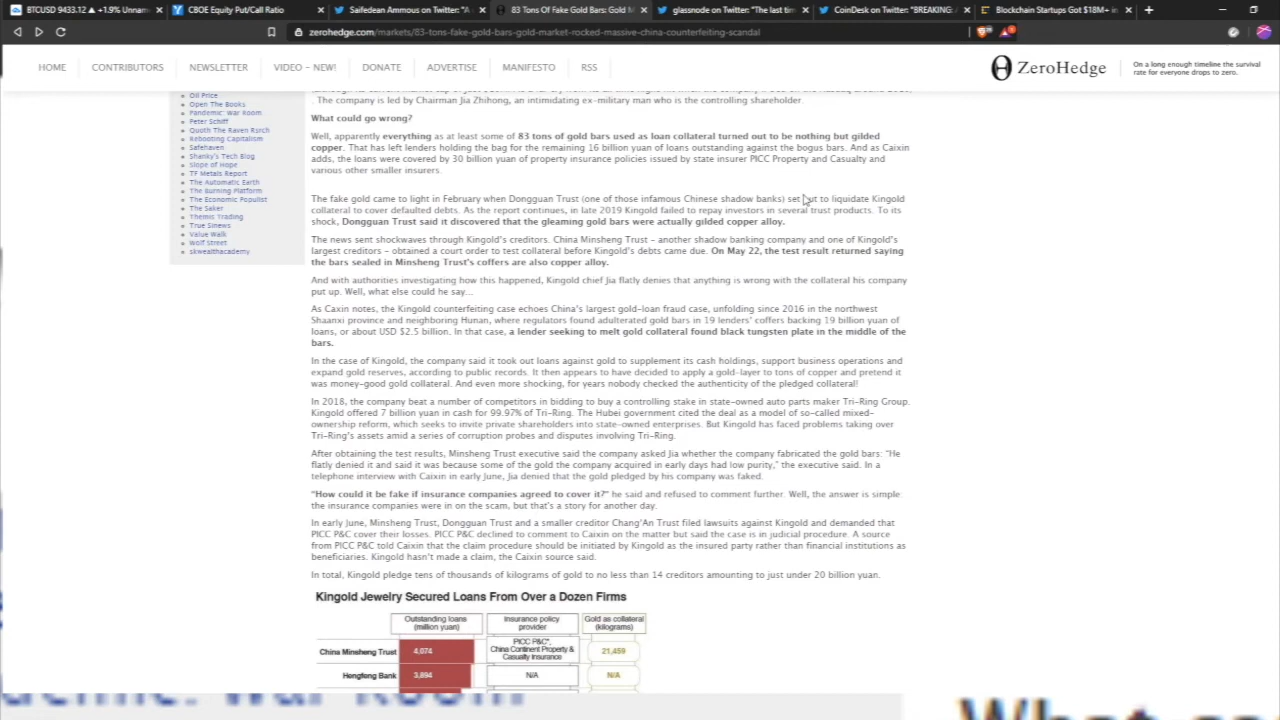 BTCUSD 9433.12 ▲ +1.9% Unnam
CBOE Equity Put/Call Ratio
Saifedean Ammous on Twitter: "A
83 Tons Of Fake Gold Bars: Gold M
glassnode on Twitter: "The last tim
CoinDesk on Twitter: "BREAKING:
Blockchain Startups Got $18M+ in
zerohedge.com/markets/83-tons-fake-gold-bars-gold-market-rocked-massive-china-counterfeiting-scandal
HOME CONTRIBUTORS NEWSLETTER VIDEO - NEW! DONATE ADVERTISE MANIFESTO RSS
ZeroHedge
On a long enough timeline the survival
rate for everyone drops to zero.
Oil Price
Open The Books
Pandemic: War Room
Peter Schiff
Quoth The Raven Rsrch
Rebooting Capitalism
Safehaven
Shanky's Tech Blog
Slope of Hope
TF Metals Report
The Automatic Earth
The Burning Platform
The Economic Populist
The Saker
Themis Trading
True Sinews
Value Walk
Wolf Street
skwealthacademy
. The company is led by Chairman Jia Zhihong, an intimidating ex-military man who is the controlling shareholder.
What could go wrong?
Well, apparently everything as at least some of 83 tons of gold bars used as loan collateral turned out to be nothing but gilded
copper. That has left lenders holding the bag for the remaining 16 billion yuan of loans outstanding against the bogus bars. And as Caixin
adds, the loans were covered by 30 billion yuan of property insurance policies issued by state insurer PICC Property and Casualty and
various other smaller insurers.
The fake gold came to light in February when Dongguan Trust (one of those infamous Chinese shadow banks) set out to liquidate Kingold
collateral to cover defaulted debts. As the report continues, in late 2019 Kingold failed to repay investors in several trust products. To its
shock, Dongguan Trust said it discovered that the gleaming gold bars were actually gilded copper alloy.
The news sent shockwaves through Kingold's creditors. China Minsheng Trust - another shadow banking company and one of Kingold's
largest creditors - obtained a court order to test collateral before Kingold's debts came due. On May 22, the test result returned saying
the bars sealed in Minsheng Trust's coffers are also copper alloy.
And with authorities investigating how this happened, Kingold chief Jia flatly denies that anything is wrong with the collateral his company
put up. Well, what else could he say...
As Caxin notes, the Kingold counterfeiting case echoes China's largest gold-loan fraud case, unfolding since 2016 in the northwest
Shaanxi province and neighboring Hunan, where regulators found adulterated gold bars in 19 lenders' coffers backing 19 billion yuan of
loans, or about USD $2.5 billion. In that case, a lender seeking to melt gold collateral found black tungsten plate in the middle of the
bars.
In the case of Kingold, the company said it took out loans against gold to supplement its cash holdings, support business operations and
expand gold reserves, according to public records. It then appears to have decided to apply a gold-layer to tons of copper and pretend it
was money-good gold collateral. And even more shocking, for years nobody checked the authenticity of the pledged collateral!
In 2018, the company beat a number of competitors in bidding to buy a controlling stake in state-owned auto parts maker Tri-Ring Group.
Kingold offered 7 billion yuan in cash for 99.97% of Tri-Ring. The Hubei government cited the deal as a model of so-called mixed-
ownership reform, which seeks to invite private shareholders into state-owned enterprises. But Kingold has faced problems taking over
Tri-Ring's assets amid a series of corruption probes and disputes involving Tri-Ring.
After obtaining the test results, Minsheng Trust executive said the company asked Jia whether the company fabricated the gold bars: "He
flatly denied it and said it was because some of the gold the company acquired in early days had low purity," the executive said. In a
telephone interview with Caixin in early June, Jia denied that the gold pledged by his company was faked.
"How could it be fake if insurance companies agreed to cover it?" he said and refused to comment further. Well, the answer is simple:
the insurance companies were in on the scam, but that's a story for another day.
In early June, Minsheng Trust, Dongguan Trust and a smaller creditor Chang'An Trust filed lawsuits against Kingold and demanded that
PICC P&C cover their losses. PICC P&C declined to comment to Caixin on the matter but said the case is in judicial procedure. A source
from PICC P&C told Caixin that the claim procedure should be initiated by Kingold as the insured party rather than financial institutions as
beneficiaries. Kingold hasn't made a claim, the Caixin source said.
In total, Kingold pledge tens of thousands of kilograms of gold to no less than 14 creditors amounting to just under 20 billion yuan.
Kingold Jewelry Secured Loans From Over a Dozen Firms
Outstanding loans
(million yuan)
Insurance policy
provider
Gold as collateral
(kilograms)
China Minsheng Trust 4,074
PICC P&C*,
China Continent Property &
Casualty Insurance
21,459
Hengfeng Bank 3,894 N/A N/A